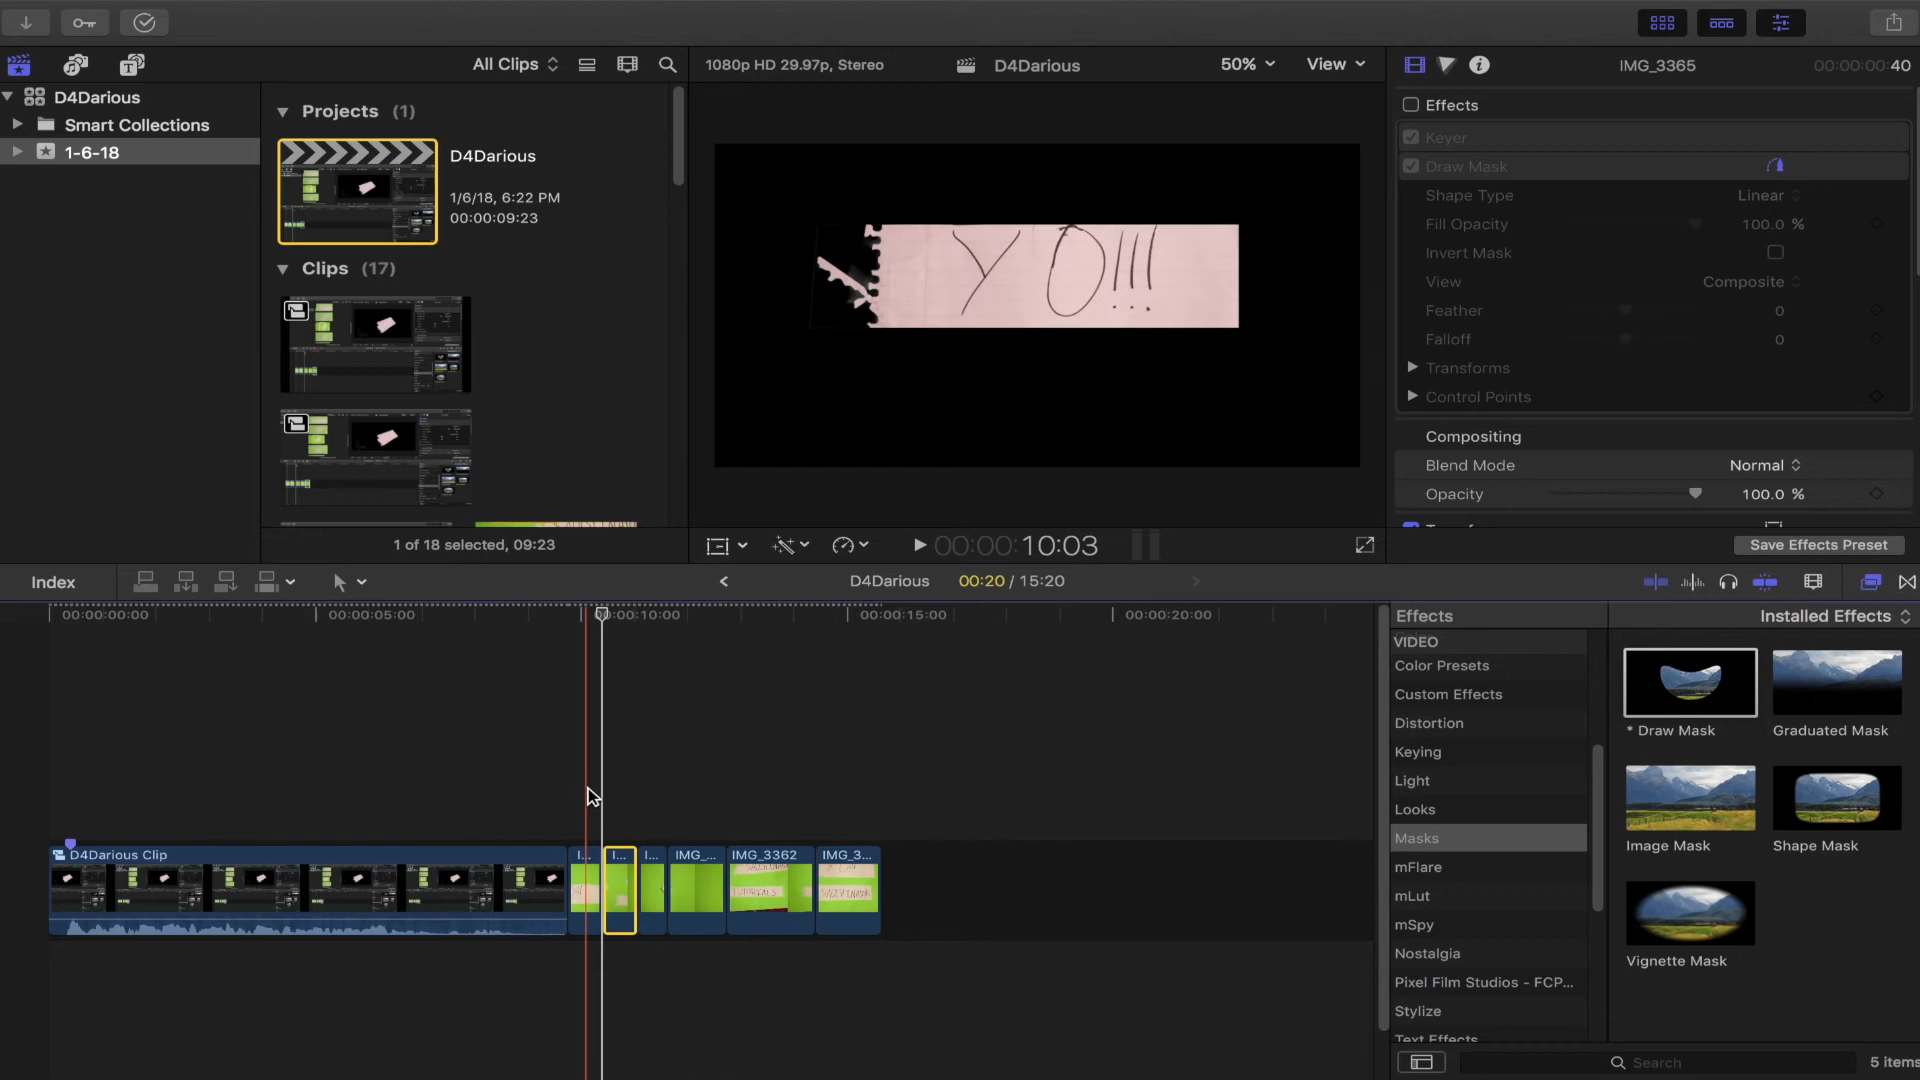 All Clips
1080p HD 29.97p, Stereo
D4Darious
50%
View
IMG_3365
00:00:00:40
D4Darious
Smart Collections
1-6-18
Projects (1)
D4Darious
1/6/18, 6:22 PM
00:00:09:23
Clips (17)
YO!!!
Effects
Keyer
Draw Mask
Shape Type
Linear
Fill Opacity
100.0 %
Invert Mask
View
Composite
Feather
0
Falloff
0
Transforms
Control Points
Compositing
Blend Mode
Normal
Opacity
100.0 %
1 of 18 selected, 09:23
00:00:10:03
Save Effects Preset
Index
D4Darious
00:20 / 15:20
00:00:00:00
00:00:05:00
00:00:10:00
00:00:15:00
00:00:20:00
D4Darious Clip
I...
I...
I...
IMG_...
IMG_3362
IMG_3...
Effects
Installed Effects
VIDEO
Color Presets
Custom Effects
Distortion
Keying
Light
Looks
Masks
mFlare
mLut
mSpy
Nostalgia
Pixel Film Studios - FCP...
Stylize
Text Effects
* Draw Mask
Graduated Mask
Image Mask
Shape Mask
Vignette Mask
Search
5 items